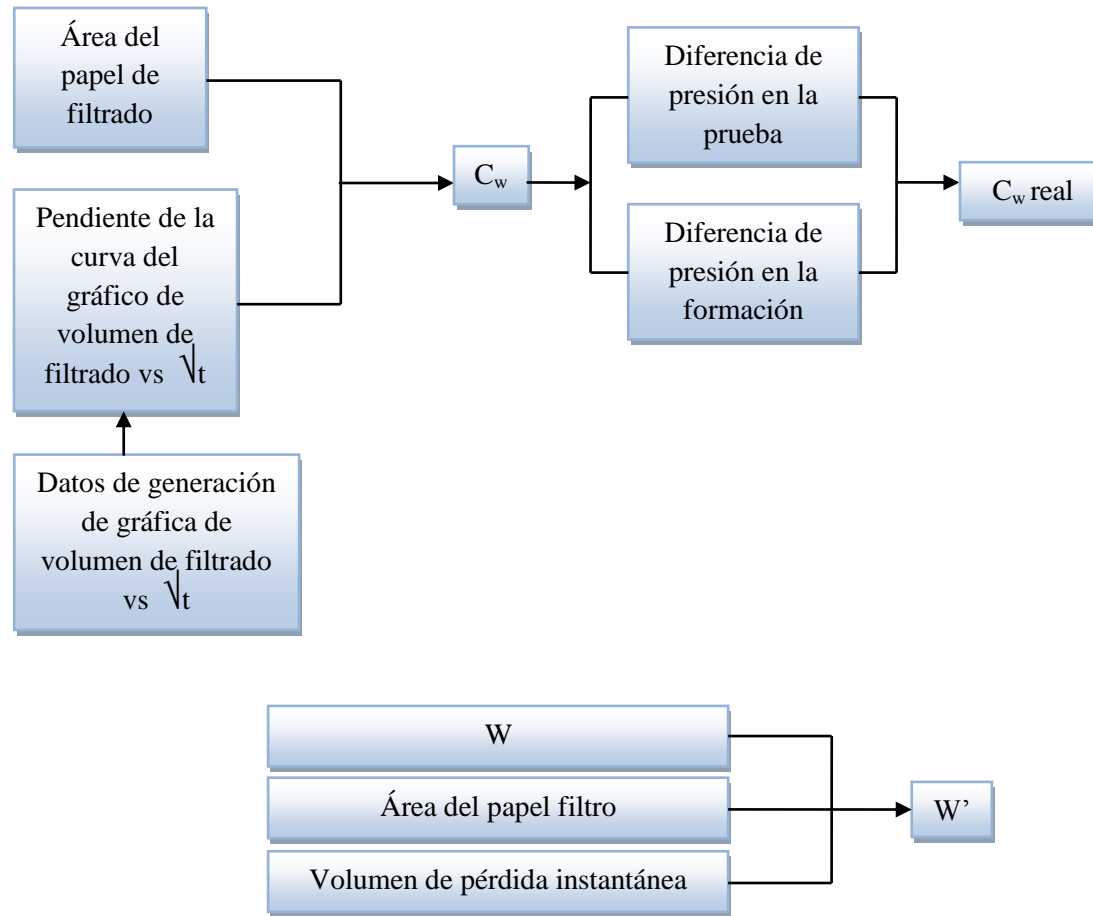 Área del
papel de
filtrado
Pendiente de la
curva del
gráfico de
volumen de
filtrado vs √t
Datos de generación
de gráfica de
volumen de filtrado
vs √t
C_w
Diferencia de
presión en la
prueba
Diferencia de
presión en la
formación
C_w real
W
Área del papel filtro
Volumen de pérdida instantánea
W’